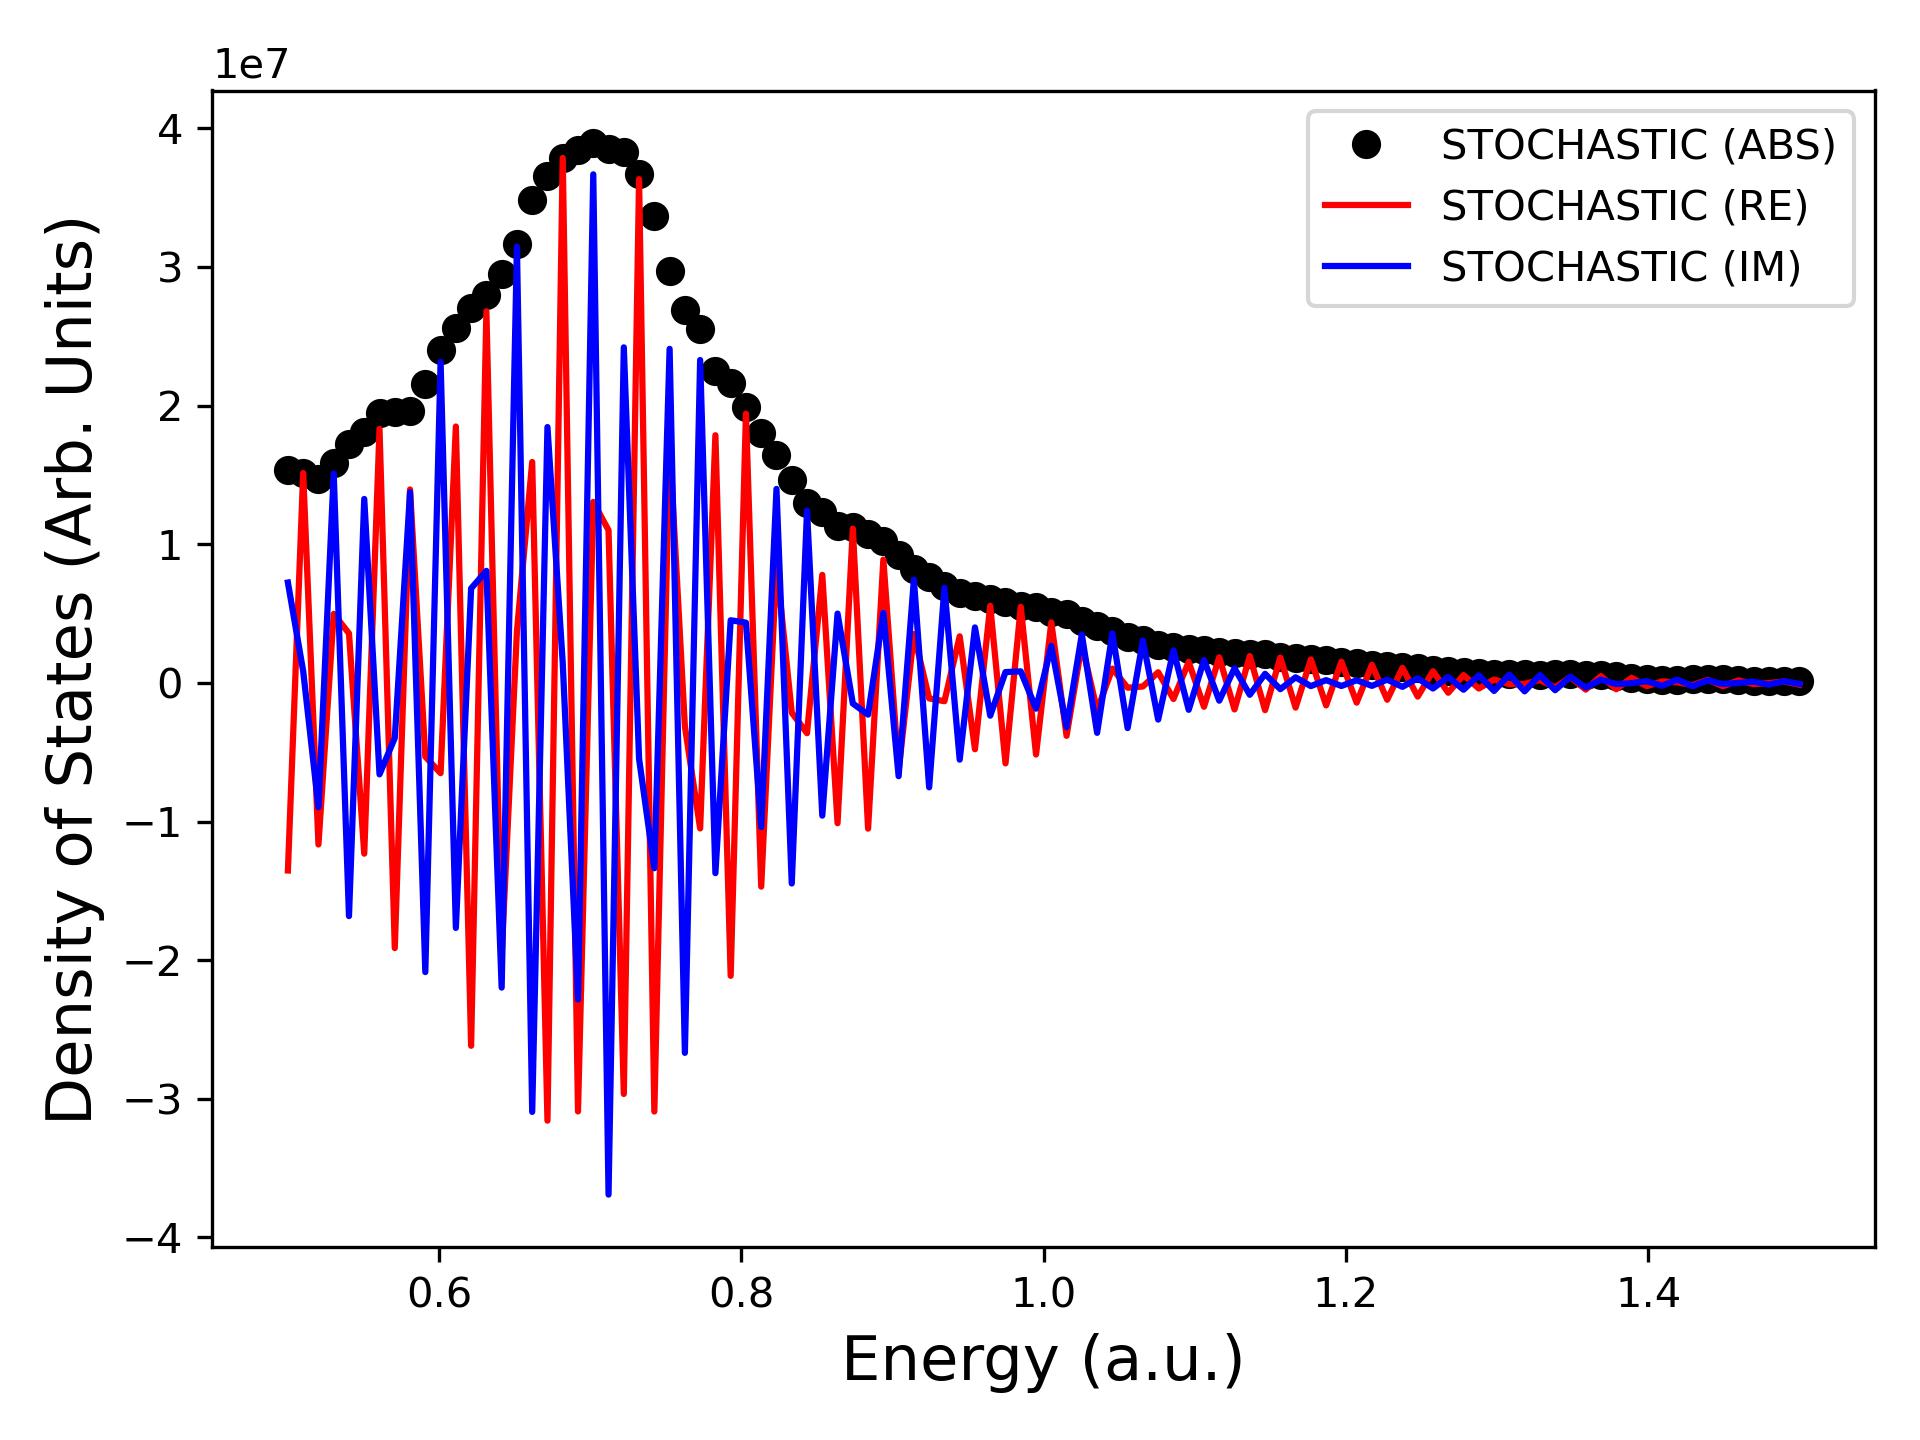 1e7
4
3
2
1
0
−1
−2
−3
−4
Density of States (Arb. Units)
STOCHASTIC (ABS)
STOCHASTIC (RE)
STOCHASTIC (IM)
0.6 0.8 1.0 1.2 1.4
Energy (a.u.)